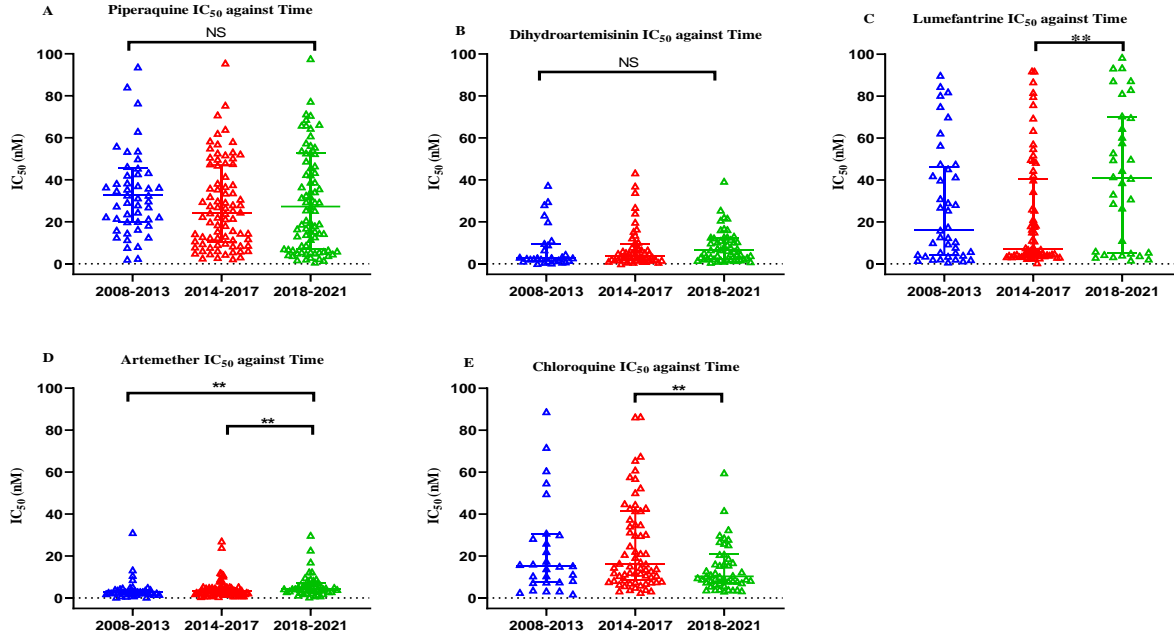 A
Piperaquine IC50 against Time
NS
100
80
60
40
20
0
IC50 (nM)
2008-2013
2014-2017
2018-2021
B
Dihydroartemisinin IC50 against Time
NS
100
80
60
40
20
0
IC50 (nM)
2008-2013
2014-2017
2018-2021
C
Lumefantrine IC50 against Time
**
100
80
60
40
20
0
IC50 (nM)
2008-2013
2014-2017
2018-2021
D
Artemether IC50 against Time
**
**
100
80
60
40
20
0
IC50 (nM)
2008-2013
2014-2017
2018-2021
E
Chloroquine IC50 against Time
**
100
80
60
40
20
0
IC50 (nM)
2008-2013
2014-2017
2018-2021